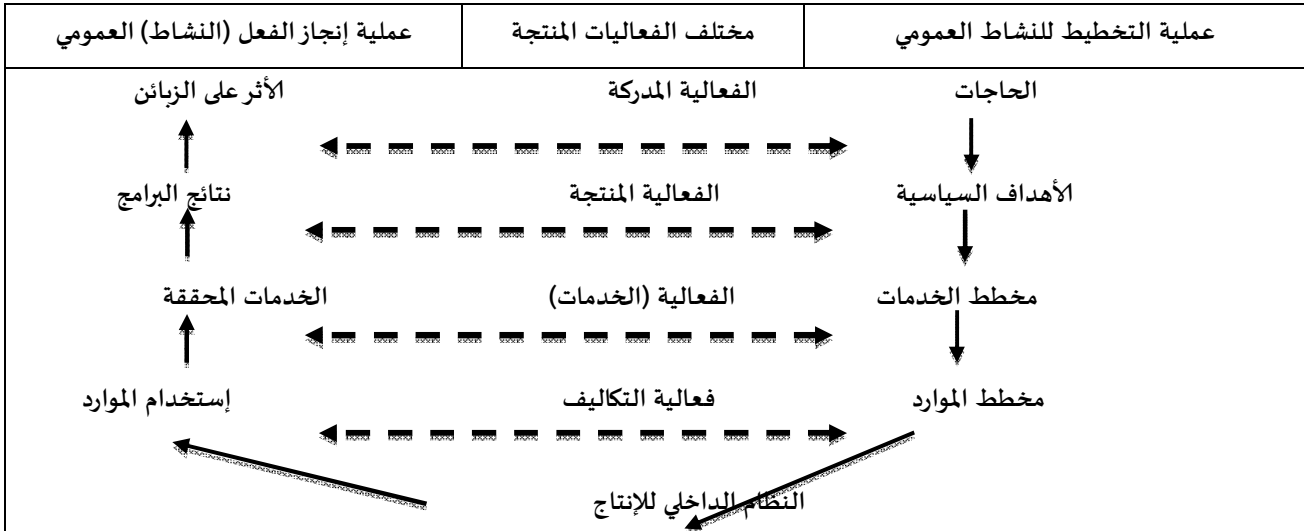 عملية التخطيط للنشاط العمومي مختلف الفعاليات المنتجة عملية إنجاز الفعل (النشاط) العمومي
الحاجات الفعالية المدركة الأثر على الزبائن
الأهداف السياسية الفعالية المنتجة نتائج البرامج
مخطط الخدمات الفعالية (الخدمات) الخدمات المحققة
مخطط الموارد فعالية التكاليف إستخدام الموارد
النظام الداخلي للإنتاج